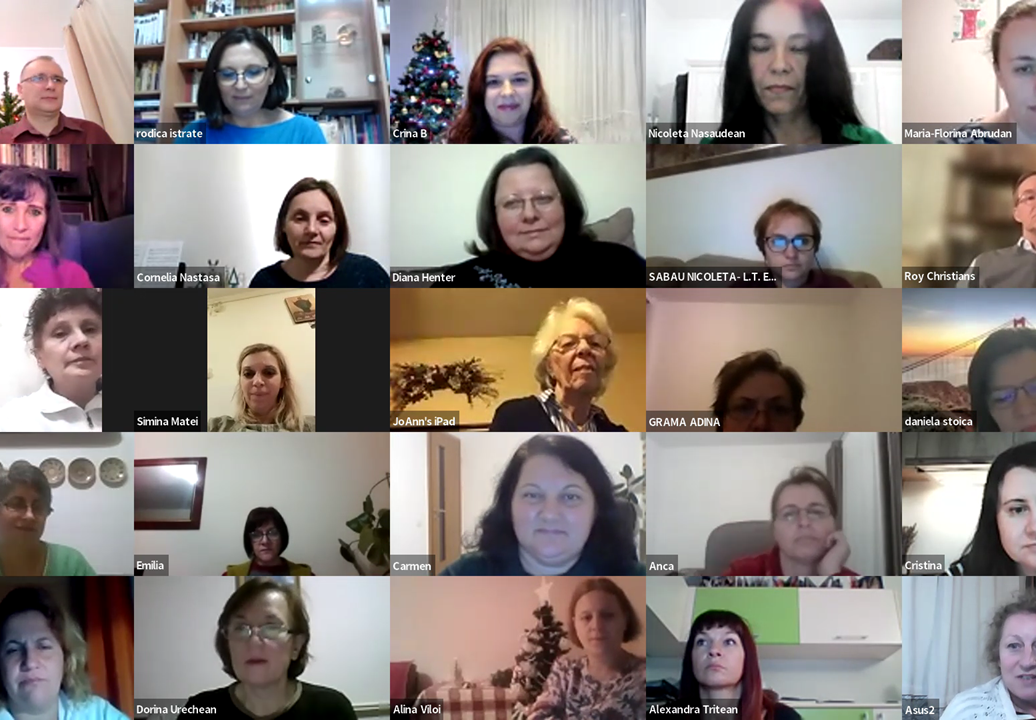 rodica istrate
Crina B
Nicoleta Nasaudean
Maria-Florina Abrudan
Cornelia Nastasa
Diana Henter
SABAU NICOLETA- L.T. E...
Roy Christians
Simina Matei
JoAnn's iPad
GRAMA ADINA
daniela stoica
Emilia
Carmen
Anca
Cristina
Dorina Urechean
Alina Viloi
Alexandra Tritean
Asus2